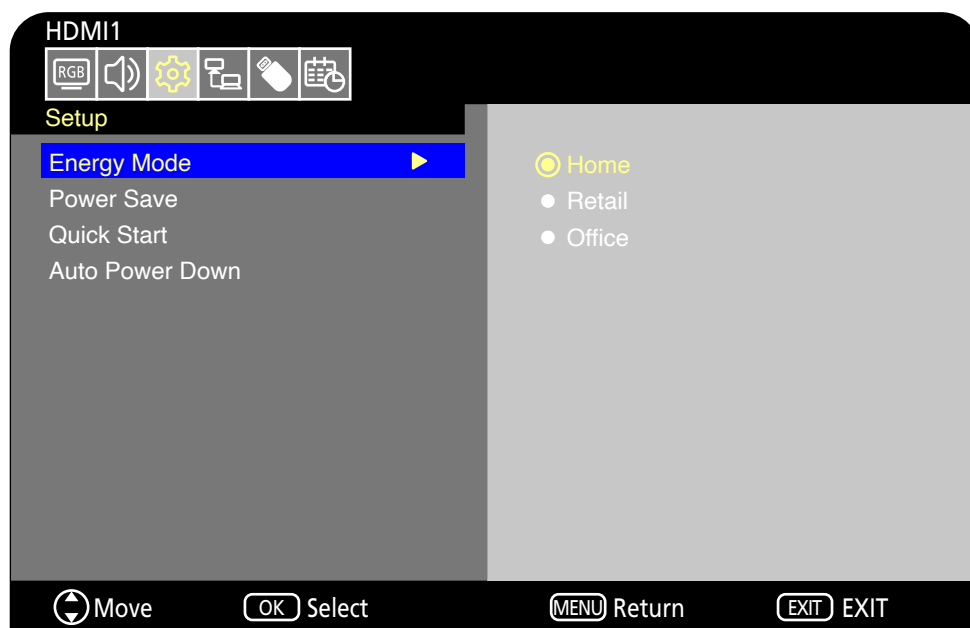 HDMI1
RGB
Setup
Energy Mode
Home
Power Save
Retail
Quick Start
Office
Auto Power Down
Move OK Select MENU Return EXIT EXIT